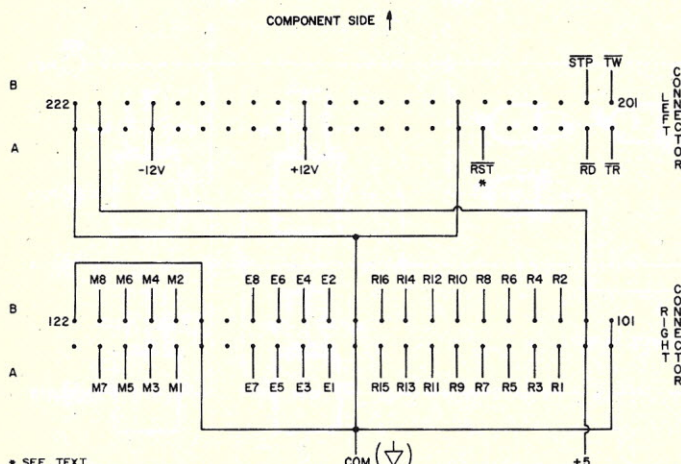 COMPONENT SIDE
STP TW
B
222
201
LEFT CONNECTOR
A
-12V +12V RST RD TR
*
M8 M6 M4 M2 E8 E6 E4 E2 R16 R14 R12 R10 R8 R6 R4 R2
B
122
101
RIGHT CONNECTOR
A
M7 M5 M3 M1 E7 E5 E3 E1 R15 R13 R11 R9 R7 R5 R3 R1
* SEE TEXT
COM ( )
+5